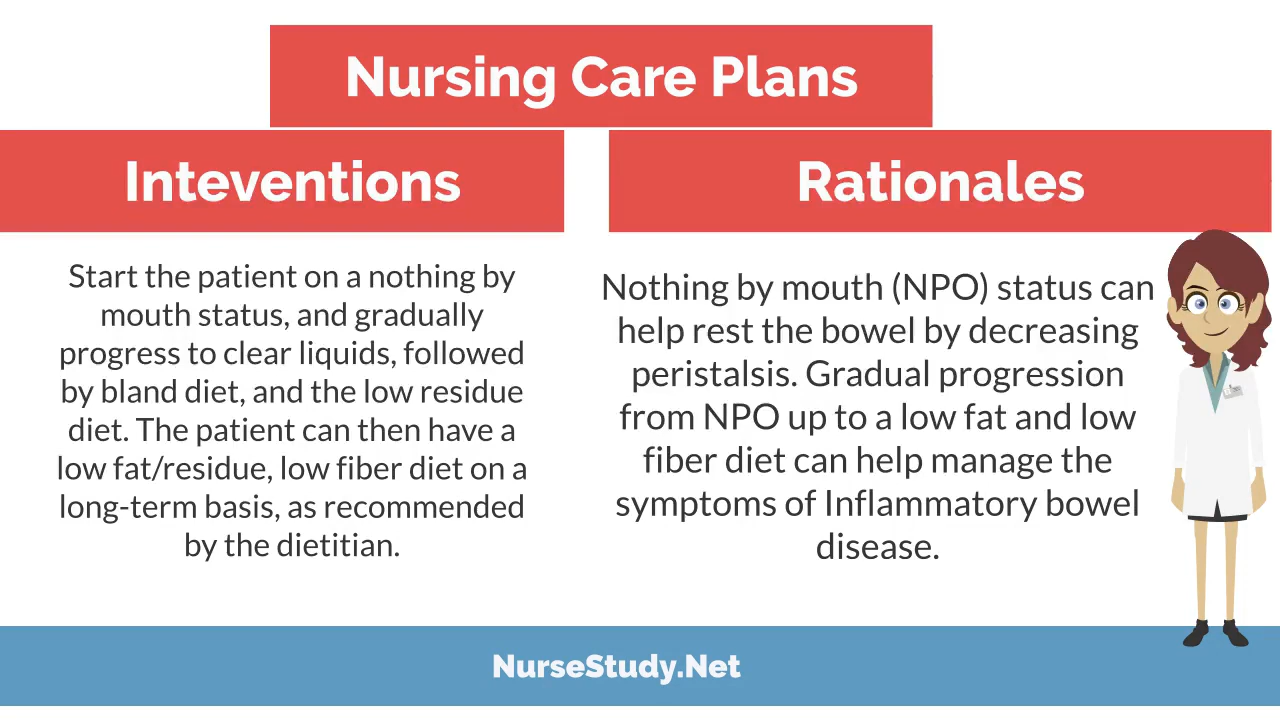 Nursing Care Plans
Inteventions
Rationales
Start the patient on a nothing by
mouth status, and gradually
progress to clear liquids, followed
by bland diet, and the low residue
diet. The patient can then have a
low fat/residue, low fiber diet on a
long-term basis, as recommended
by the dietitian.
Nothing by mouth (NPO) status can
help rest the bowel by decreasing
peristalsis. Gradual progression
from NPO up to a low fat and low
fiber diet can help manage the
symptoms of Inflammatory bowel
disease.
NurseStudy.Net